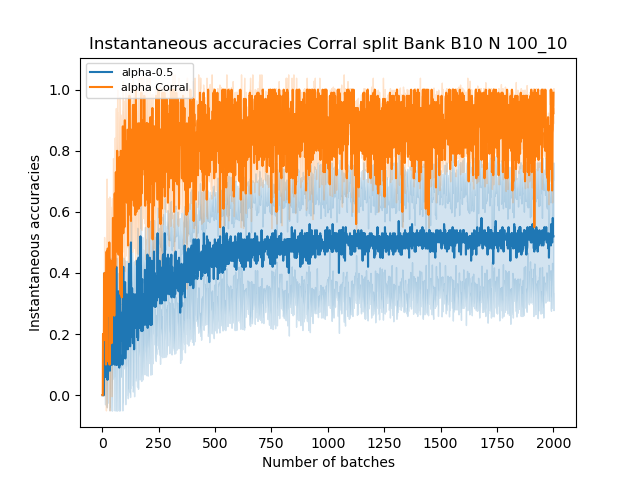 Instantaneous accuracies Corral split Bank B10 N 100_10
alpha-0.5
alpha Corral
1.0
0.8
0.6
0.4
0.2
0.0
Instantaneous accuracies
0 250 500 750 1000 1250 1500 1750 2000
Number of batches